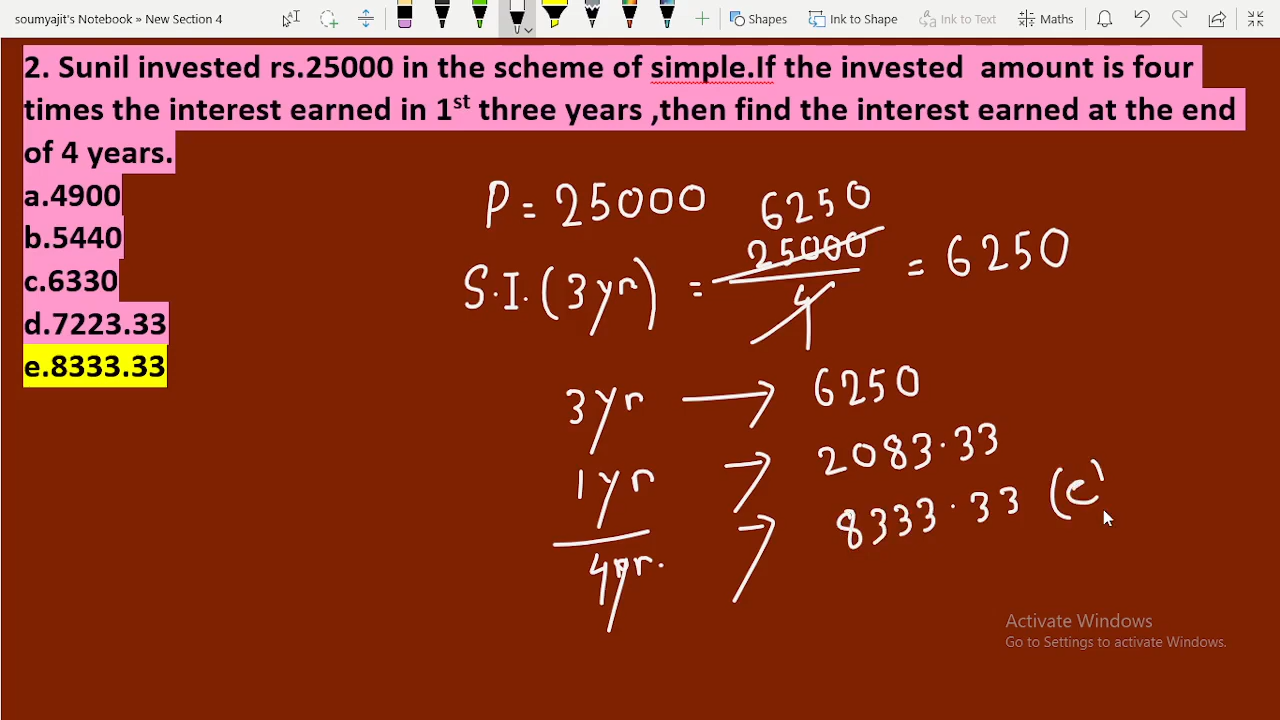 soumyajit's Notebook » New Section 4
Shapes
Ink to Shape
Ink to Text
Maths
2. Sunil invested rs.25000 in the scheme of simple.If the invested amount is four
times the interest earned in 1st three years ,then find the interest earned at the end
of 4 years.
a.4900
b.5440
c.6330
d.7223.33
e.8333.33
P = 25000
6250
S.I. (3yr) = 25000/4 = 6250
3yr → 6250
1yr → 2083.33
4yr. → 8333.33 (e)
Activate Windows
Go to Settings to activate Windows.